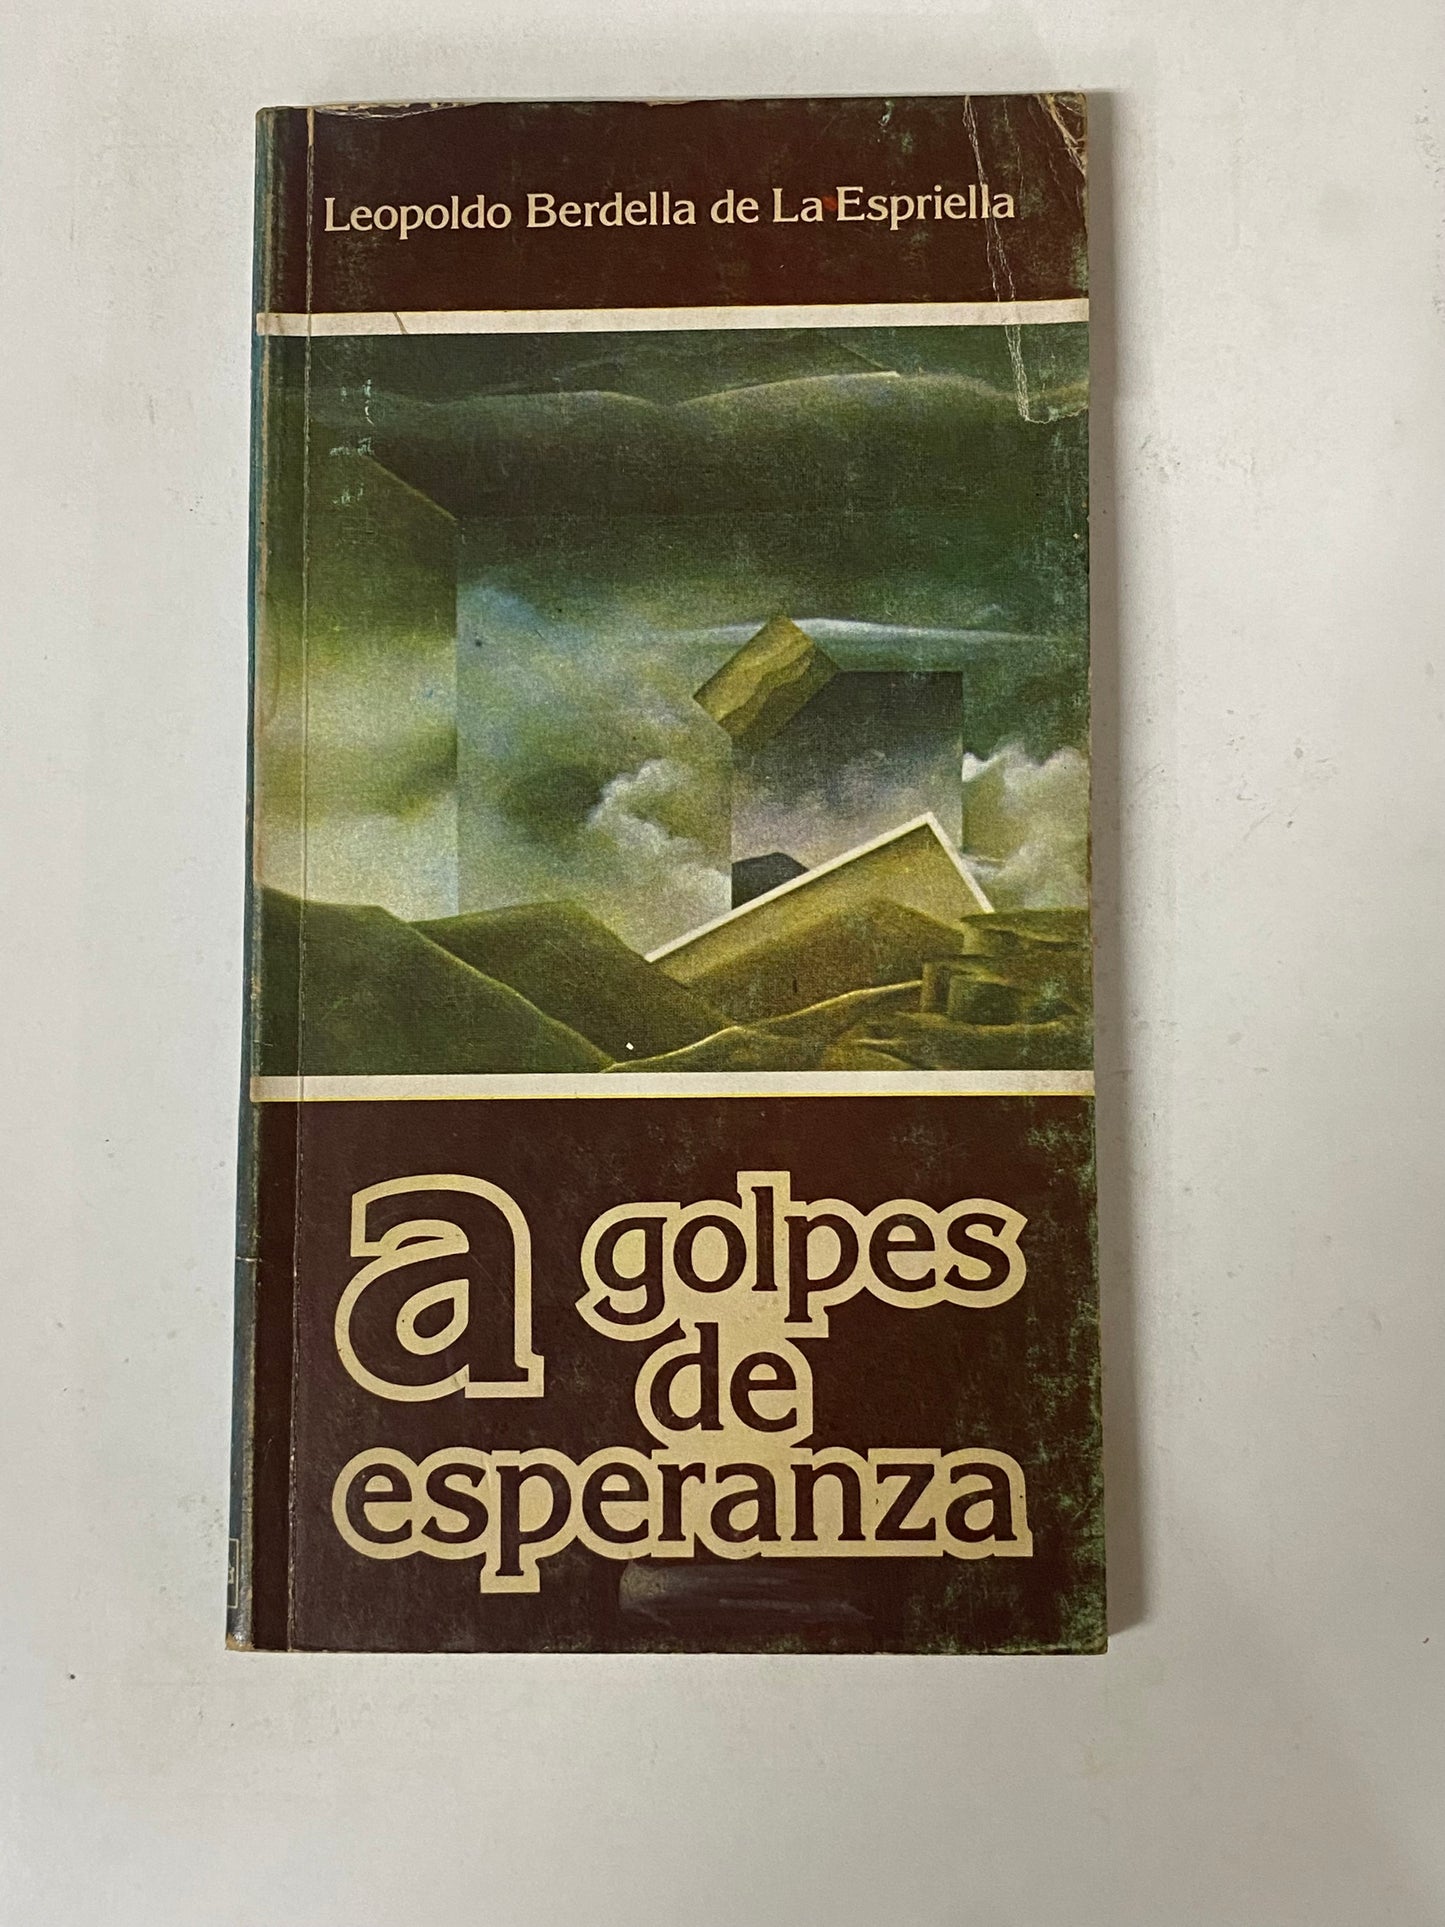 Leopoldo Berdella de La Espriella
a golpes
de
esperanza